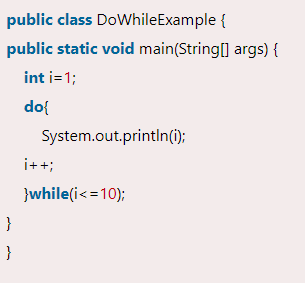 public class DoWhileExample {
public static void main(String[] args) {
int i=1;
do{
System.out.println(i);
i++;
}while(i<=10);
}
}